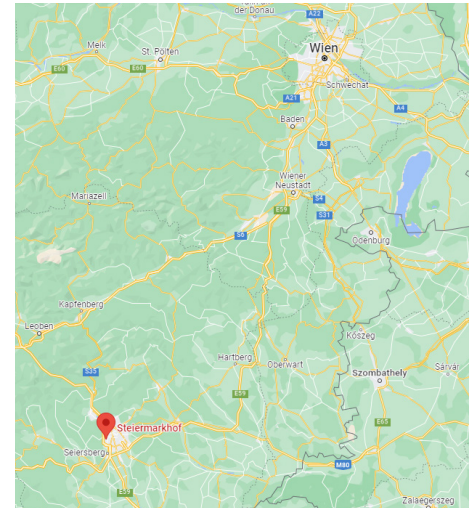 der Donau
A22
Melk
St. Pölten
Wien
E60
E60
Schwechat
A21
A4
Baden
A3
Wiener
Neustadt
Mariazell
S4
E59
S31
S6
Ödenburg
Kapfenberg
Leoben
Kőszeg
Hartberg
Oberwart
Sárvár
S35
Szombathely
E59
Steiermarkhof
E65
Seiersberg
M80
E59
Zalaegerszeg